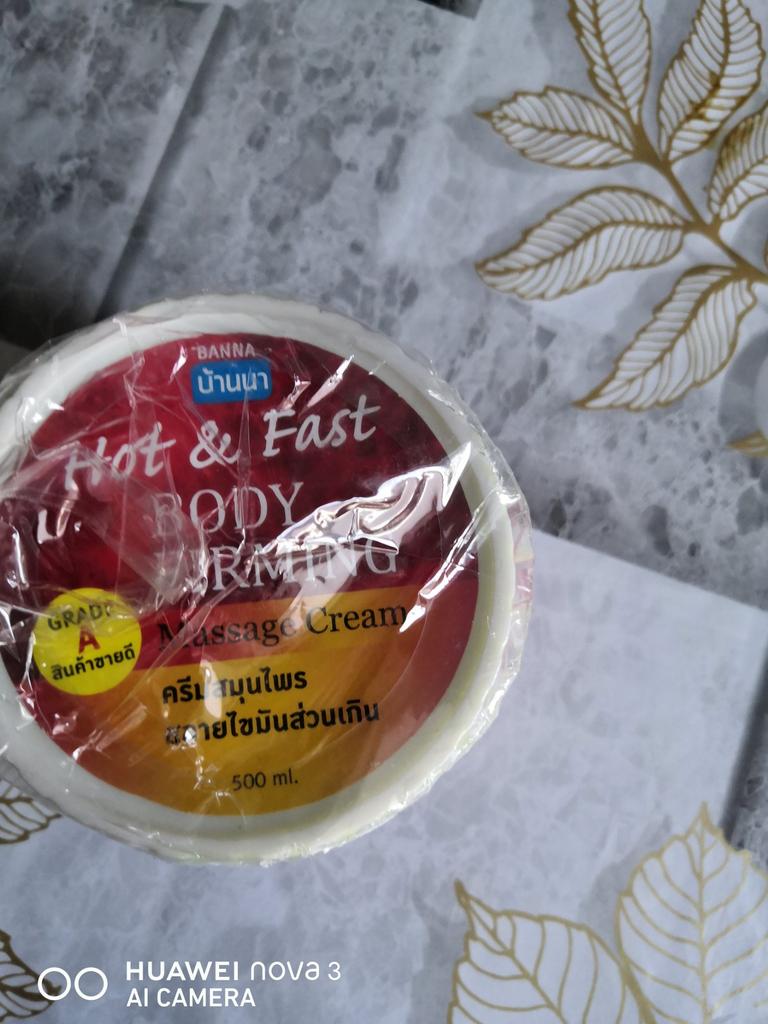 BANNA
บ้านนา
Hot & Fast
BODY
Massage Cream
GRADE
A
สินค้าขายดี
ครีมสมุนไพร
สลายไขมันส่วนเกิน
500 ml.
HUAWEI nova 3
AI CAMERA